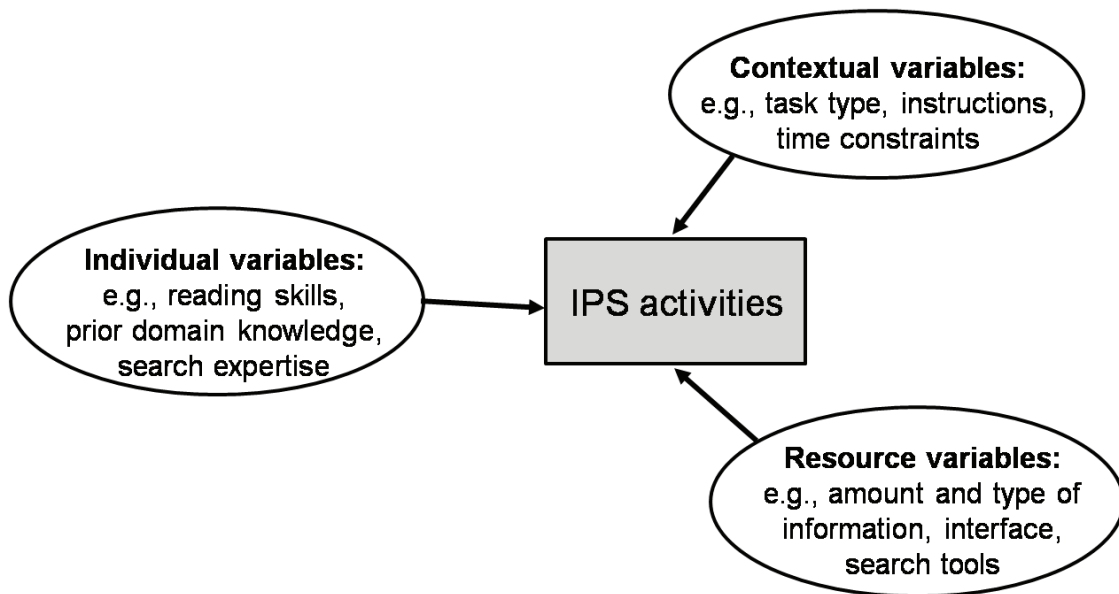 Contextual variables:
e.g., task type, instructions,
time constraints
Individual variables:
e.g., reading skills,
prior domain knowledge,
search expertise
IPS activities
Resource variables:
e.g., amount and type of
information, interface,
search tools